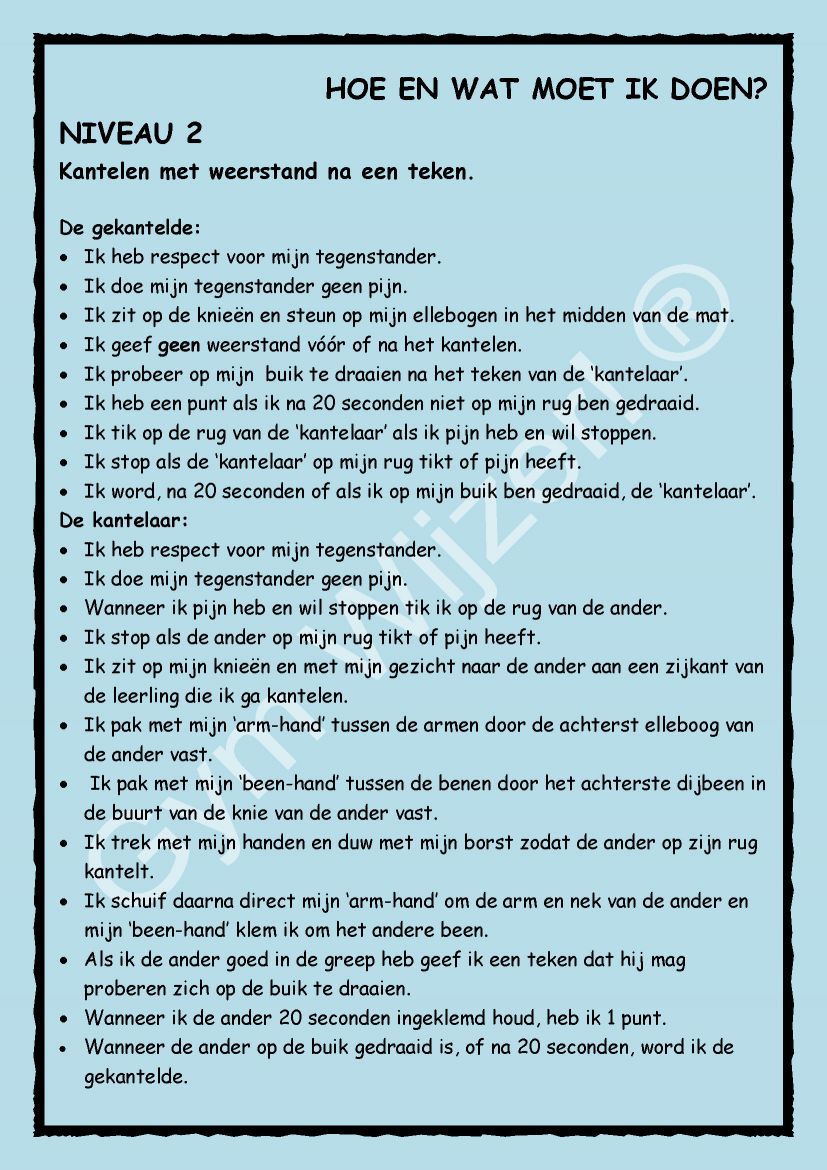 HOE EN WAT MOET IK DOEN?
NIVEAU 2
Kantelen met weerstand na een teken.
De gekantelde:
• Ik heb respect voor mijn tegenstander.
• Ik doe mijn tegenstander geen pijn.
• Ik zit op de knieën en steun op mijn ellebogen in het midden van de mat.
• Ik geef geen weerstand vóór of na het kantelen.
• Ik probeer op mijn  buik te draaien na het teken van de ‘kantelaar’.
• Ik heb een punt als ik na 20 seconden niet op mijn rug ben gedraaid.
• Ik tik op de rug van de ‘kantelaar’ als ik pijn heb en wil stoppen.
• Ik stop als de ‘kantelaar’ op mijn rug tikt of pijn heeft.
• Ik word, na 20 seconden of als ik op mijn buik ben gedraaid, de ‘kantelaar’.
De kantelaar:
• Ik heb respect voor mijn tegenstander.
• Ik doe mijn tegenstander geen pijn.
• Wanneer ik pijn heb en wil stoppen tik ik op de rug van de ander.
• Ik stop als de ander op mijn rug tikt of pijn heeft.
• Ik zit op mijn knieën en met mijn gezicht naar de ander aan een zijkant van
de leerling die ik ga kantelen.
• Ik pak met mijn ‘arm-hand’ tussen de armen door de achterst elleboog van
de ander vast.
• Ik pak met mijn ‘been-hand’ tussen de benen door het achterste dijbeen in
de buurt van de knie van de ander vast.
• Ik trek met mijn handen en duw met mijn borst zodat de ander op zijn rug
kantelt.
• Ik schuif daarna direct mijn ‘arm-hand’ om de arm en nek van de ander en
mijn ‘been-hand’ klem ik om het andere been.
• Als ik de ander goed in de greep heb geef ik een teken dat hij mag
proberen zich op de buik te draaien.
• Wanneer ik de ander 20 seconden ingeklemd houd, heb ik 1 punt.
• Wanneer de ander op de buik gedraaid is, of na 20 seconden, word ik de
gekantelde.
Gym Wijzer! ®